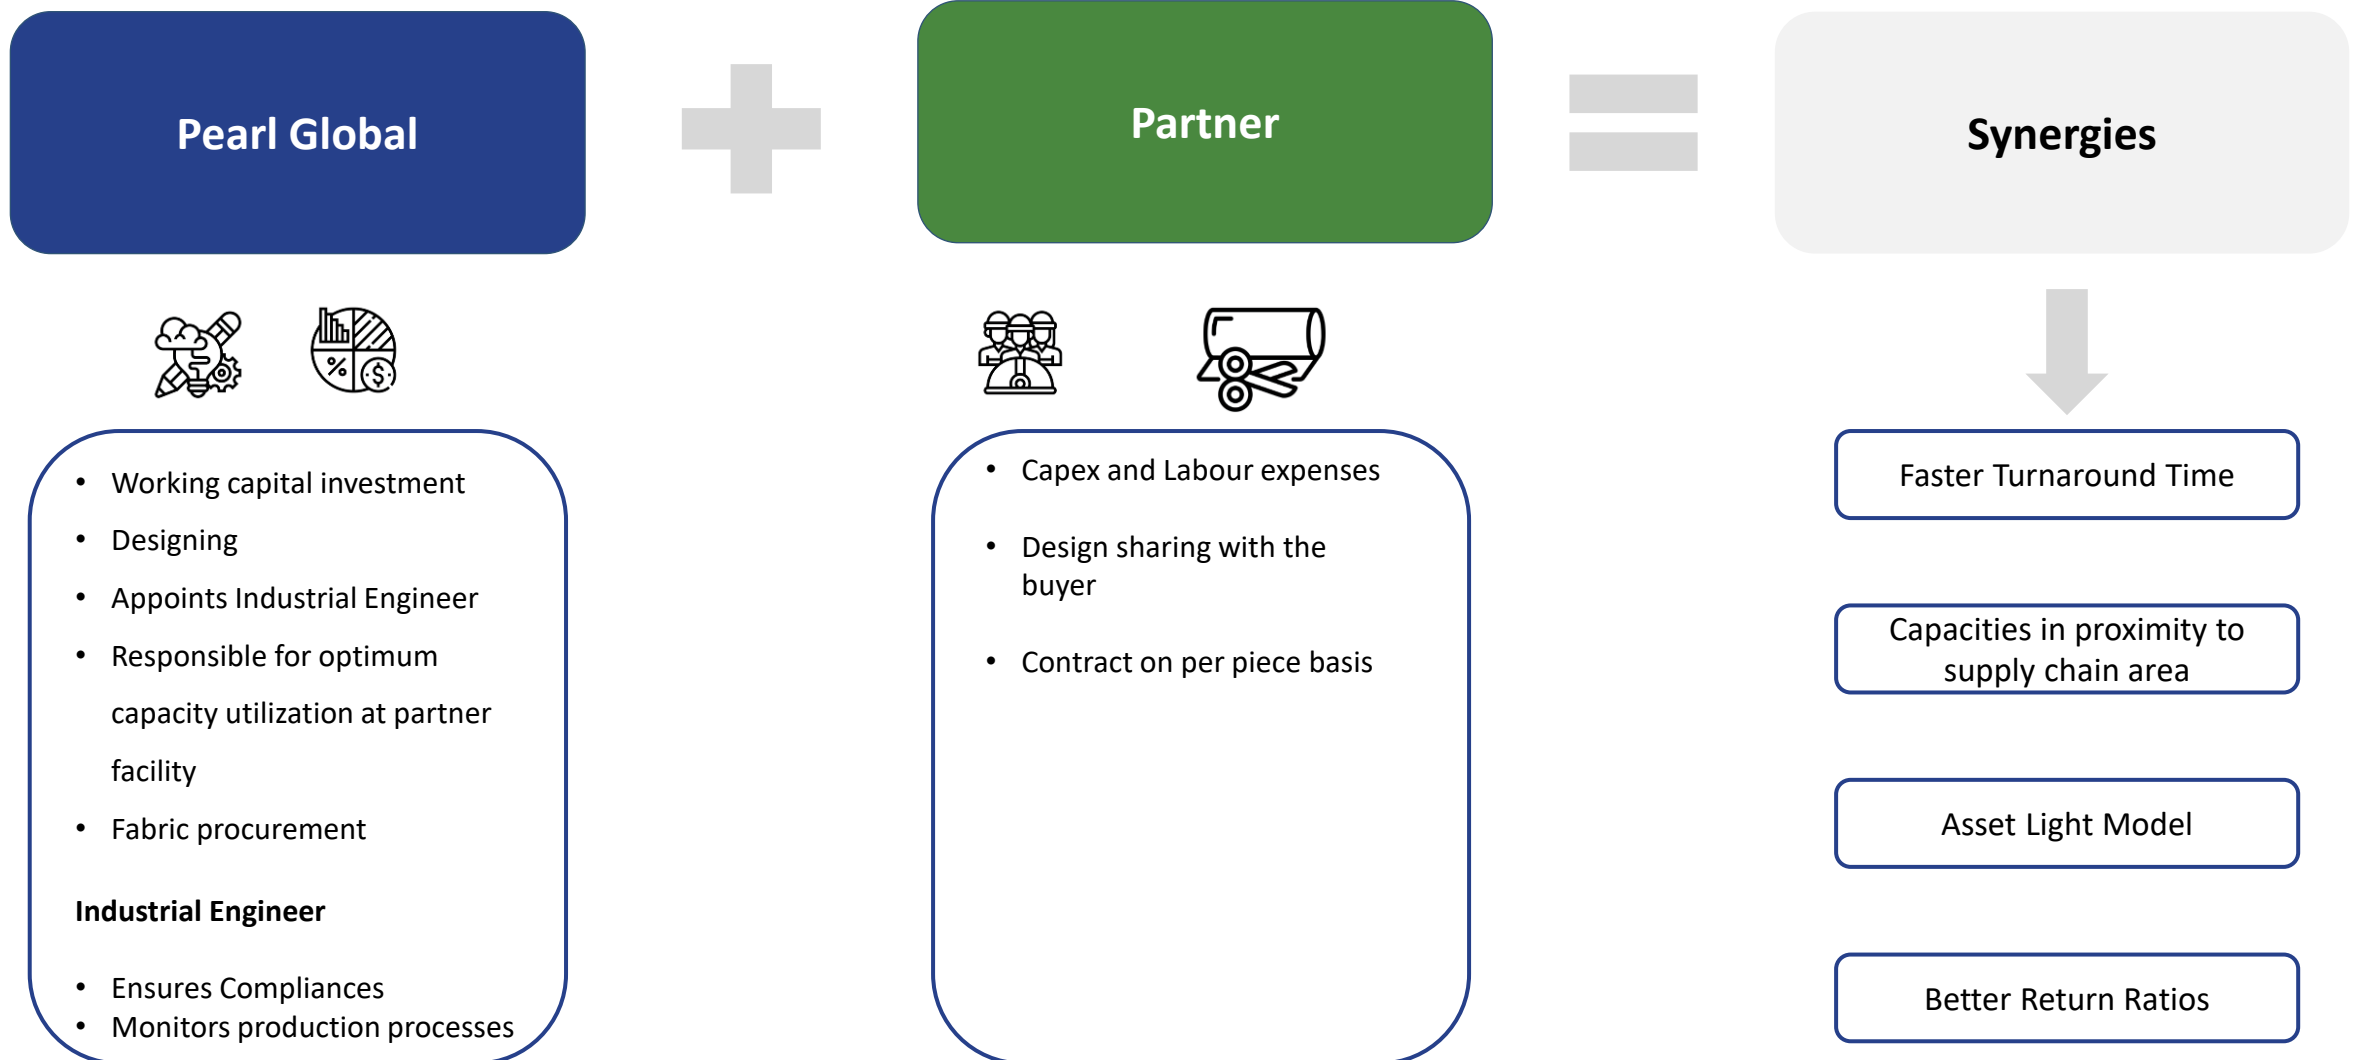 Pearl Global
Partner
Synergies
%
$
• Working capital investment
• Designing
• Appoints Industrial Engineer
• Responsible for optimum
capacity utilization at partner
facility
• Fabric procurement
Industrial Engineer
• Ensures Compliances
• Monitors production processes
• Capex and Labour expenses
• Design sharing with the
buyer
• Contract on per piece basis
Faster Turnaround Time
Capacities in proximity to
supply chain area
Asset Light Model
Better Return Ratios